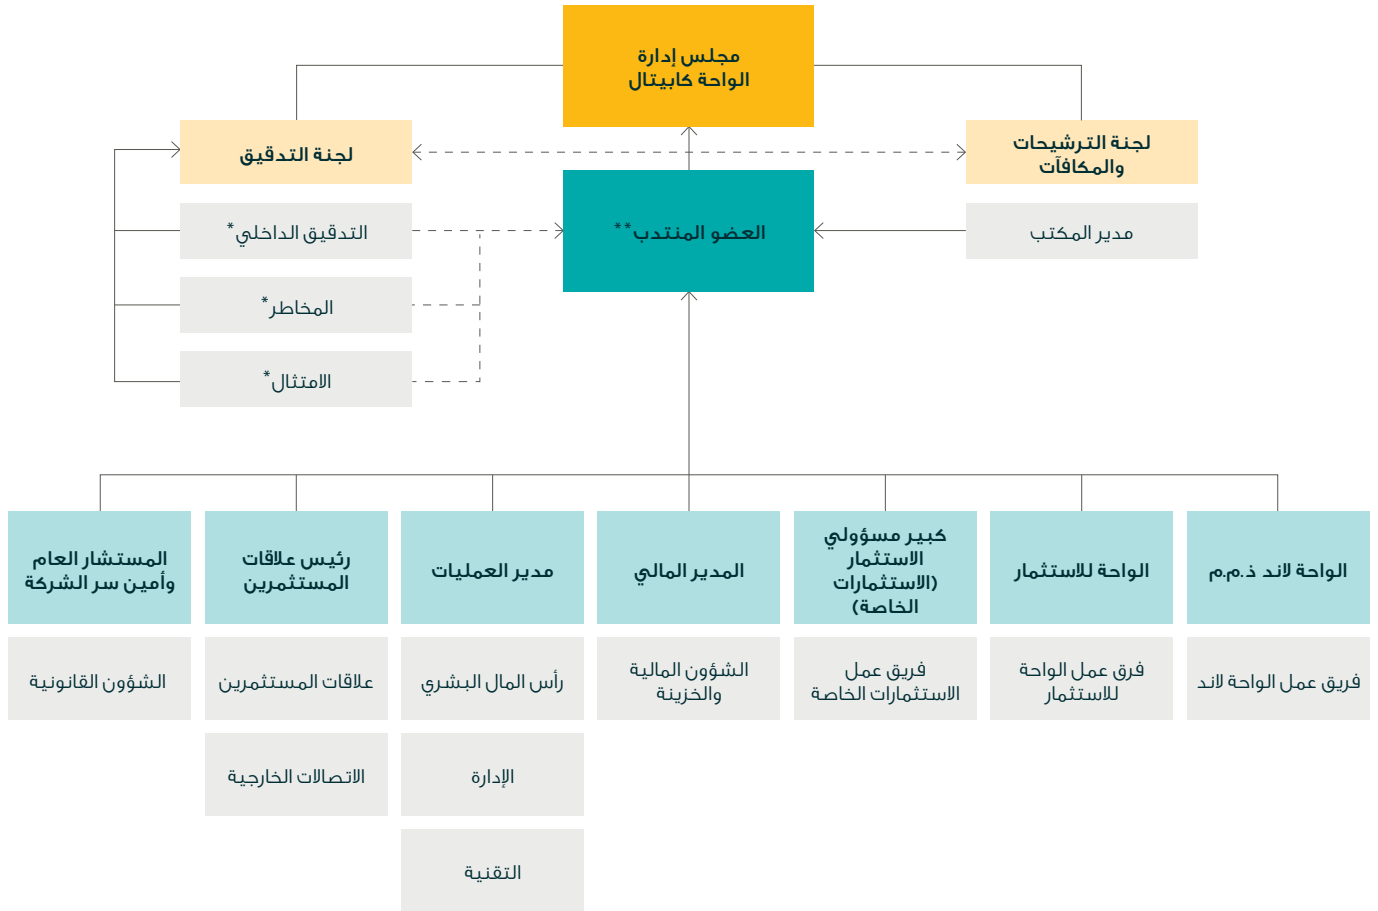 مجلس إدارة
الواحة كابيتال
لجنة الترشيحات
والمكافآت
لجنة التدقيق
مدير المكتب
العضو المنتدب**
التدقيق الداخلي*
المخاطر*
الامتثال*
الواحة لاند ذ.م.م
الواحة للاستثمار
كبير مسؤولي
الاستثمار
(الاستثمارات
الخاصة)
المدير المالي
مدير العمليات
رئيس علاقات
المستثمرين
المستشار العام
وأمين سر الشركة
فريق عمل الواحة لاند
فرق عمل الواحة
للاستثمار
فريق عمل
الاستثمارات الخاصة
الشؤون المالية
والخزينة
رأس المال البشري
علاقات المستثمرين
الشؤون القانونية
الإدارة
الاتصالات الخارجية
التقنية